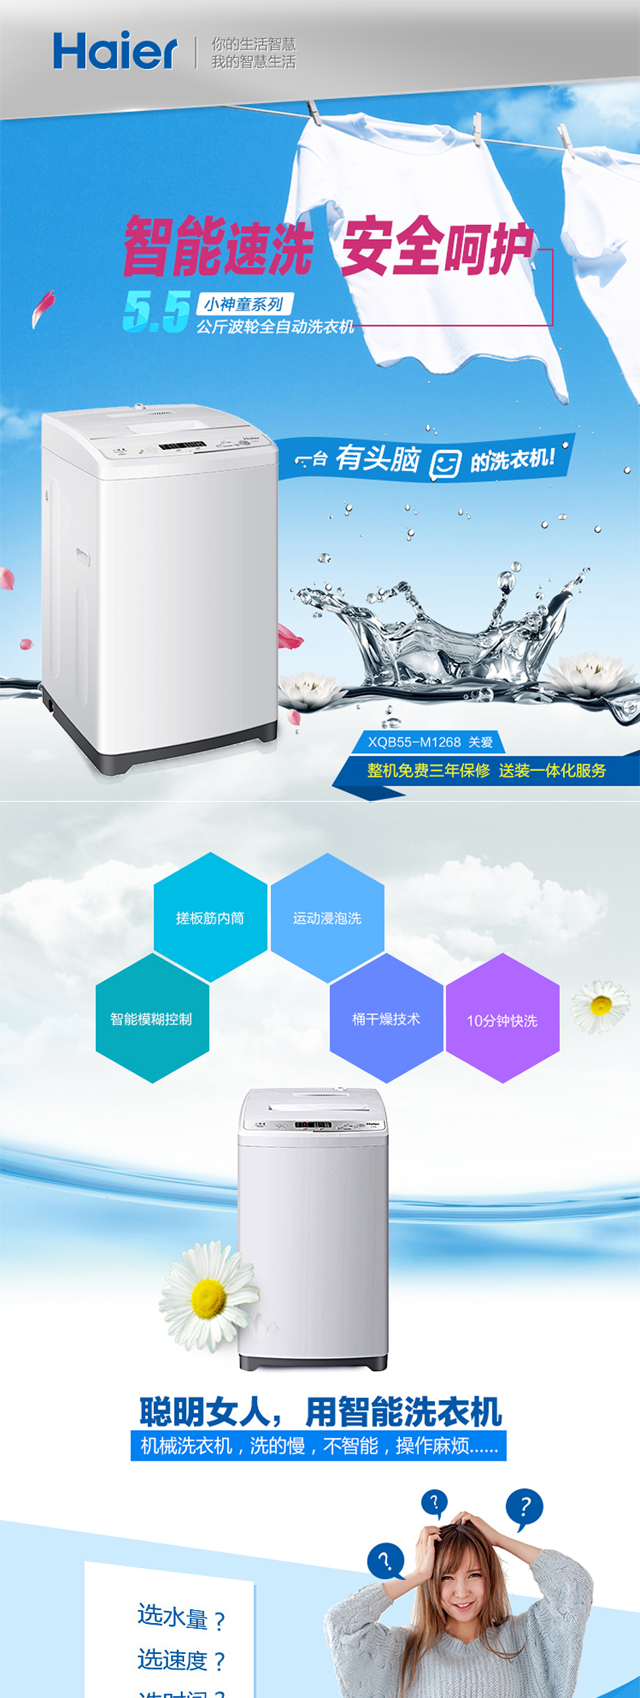 Haier
你的生活智慧
我的智慧生活
智能速洗 安全呵护
5.5 小神童系列
公斤波轮全自动洗衣机
一台 有头脑 的洗衣机!
XQB55-M1268 关爱
整机免费三年保修 送装一体化服务
搓板筋内筒
运动浸泡洗
智能模糊控制
桶干燥技术
10分钟快洗
Haier
聪明女人，用智能洗衣机
机械洗衣机，洗的慢，不智能，操作麻烦......
?
?
?
选水量？
选速度？
选时间？